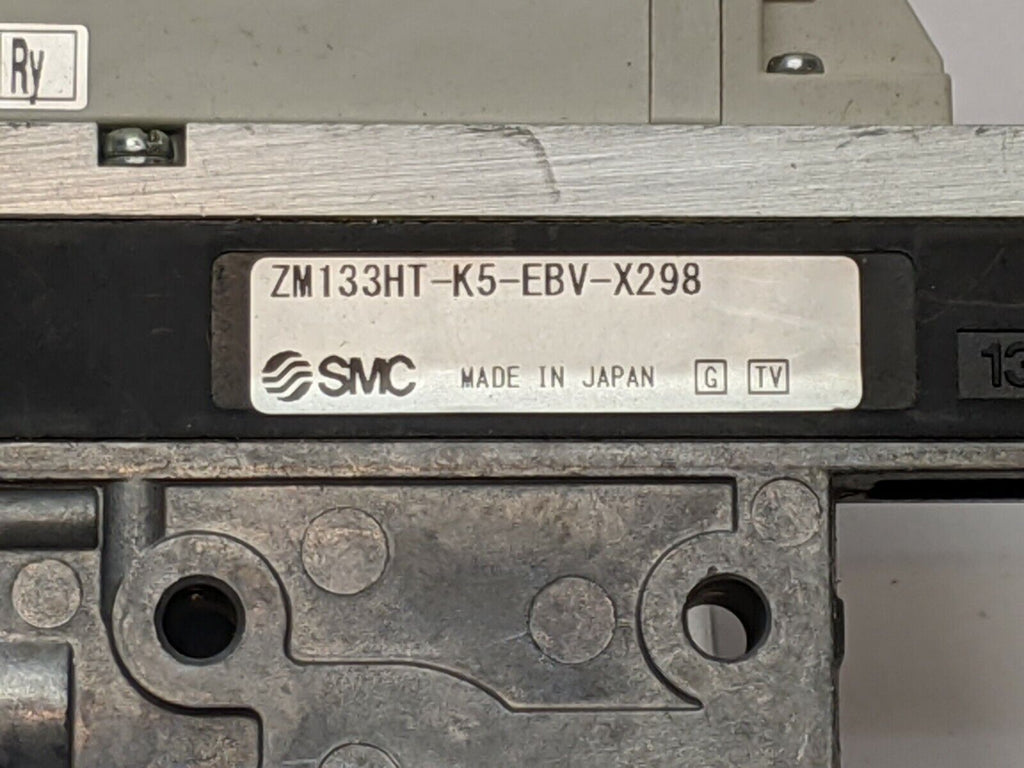 Ry
ZM133HT-K5-EBV-X298
SMC MADE IN JAPAN G TV
13